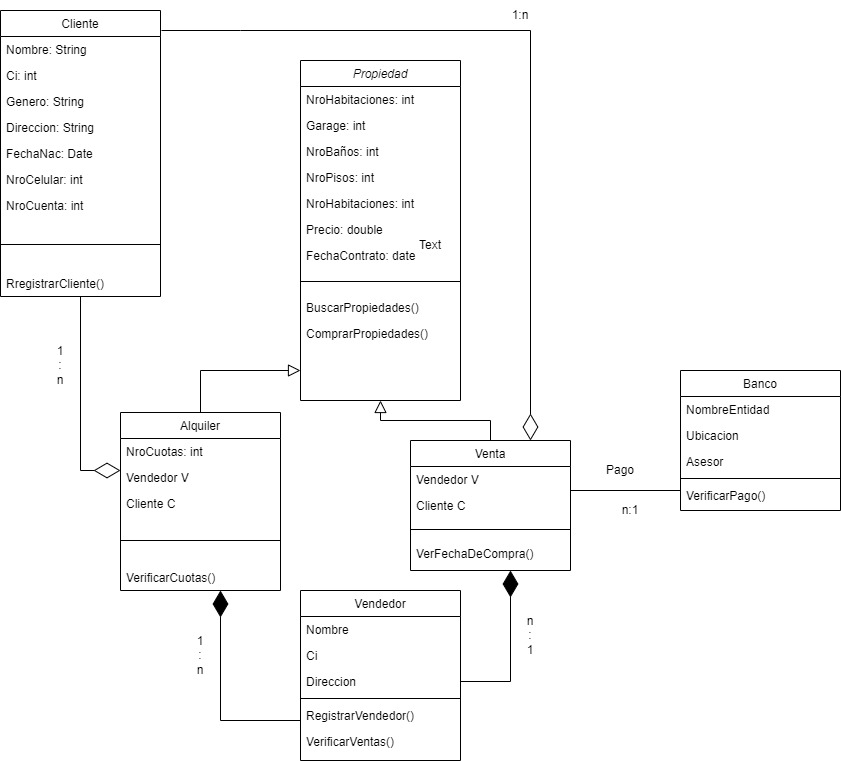 1:n
Cliente
Nombre: String
Ci: int
Genero: String
Direccion: String
FechaNac: Date
NroCelular: int
NroCuenta: int
RregistrarCliente()
Propiedad
NroHabitaciones: int
Garage: int
NroBaños: int
NroPisos: int
NroHabitaciones: int
Precio: double
Text
FechaContrato: date
BuscarPropiedades()
ComprarPropiedades()
1
:
n
Alquiler
NroCuotas: int
Vendedor V
Cliente C
VerificarCuotas()
Venta
Vendedor V
Cliente C
VerFechaDeCompra()
Pago
n:1
Banco
NombreEntidad
Ubicacion
Asesor
VerificarPago()
1
:
n
Vendedor
Nombre
Ci
Direccion
RegistrarVendedor()
VerificarVentas()
n
:
1